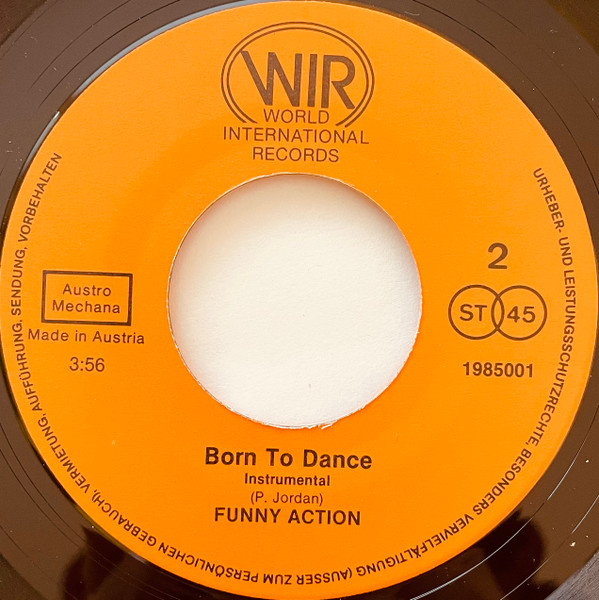 WIR
WORLD
INTERNATIONAL
RECORDS
URHEBER- UND LEISTUNGSSCHUTZRECHTE, BESONDERS VERVIELFÄLTIGUNG (AUSSER ZUM PERSÖNLICHEN GEBRAUCH), VERMIETUNG, AUFFÜHRUNG, SENDUNG, VORBEHALTEN
Austro
Mechana
Made in Austria
3:56
2
ST 45
1985001
Born To Dance
Instrumental
(P. Jordan)
FUNNY ACTION